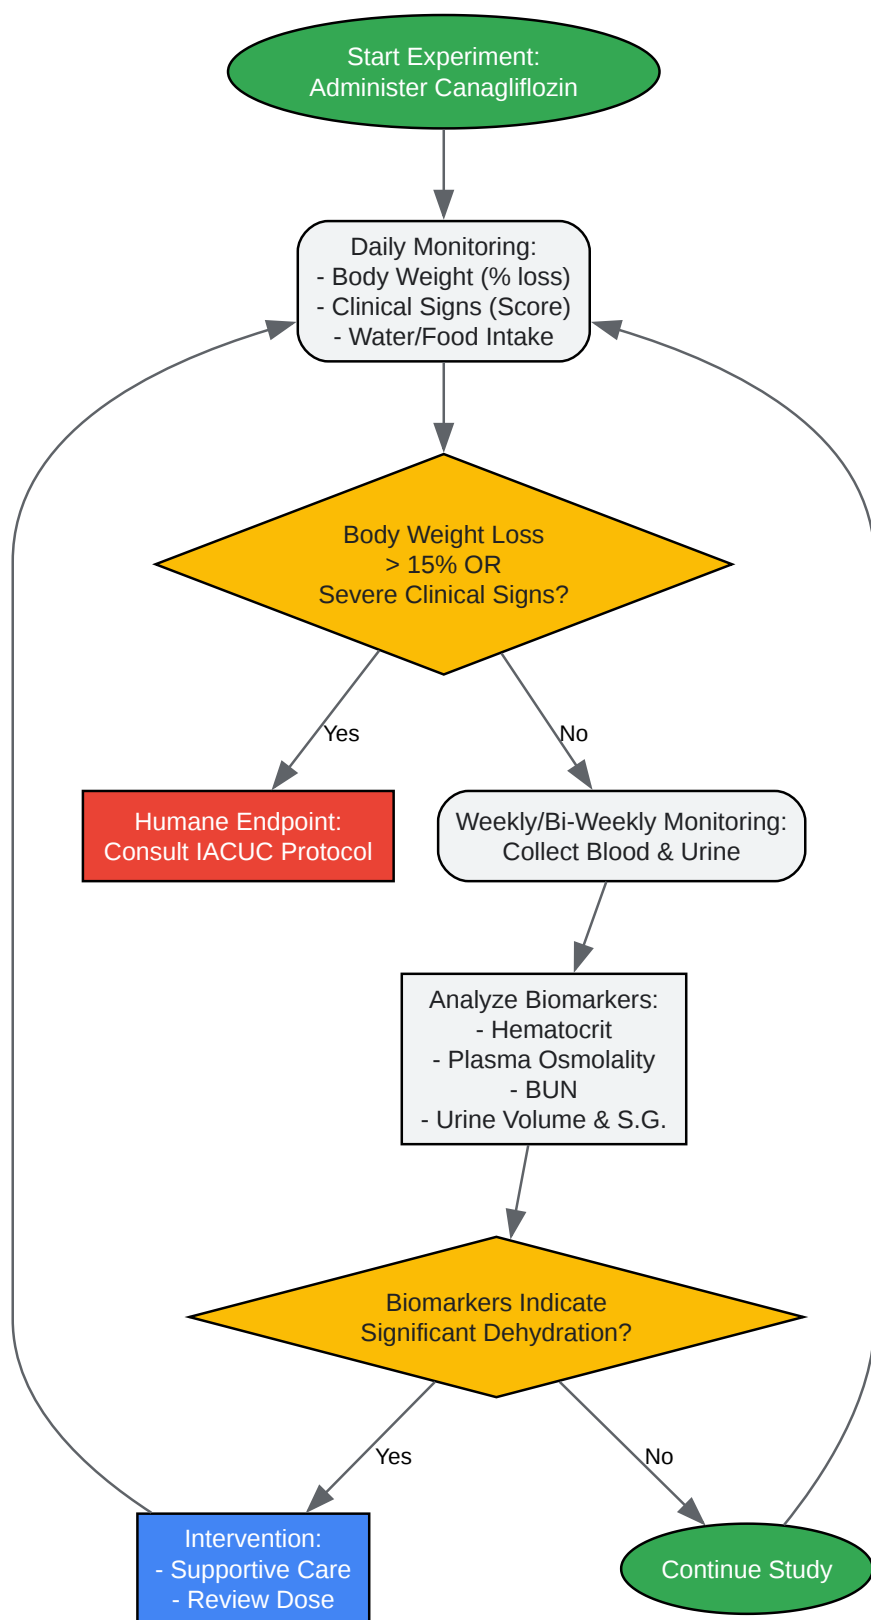 Start Experiment:
Administer Canagliflozin
Daily Monitoring:
- Body Weight (% loss)
- Clinical Signs (Score)
- Water/Food Intake
Body Weight Loss
> 15% OR
Severe Clinical Signs?
Yes
No
Humane Endpoint:
Consult IACUC Protocol
Weekly/Bi-Weekly Monitoring:
Collect Blood & Urine
Analyze Biomarkers:
- Hematocrit
- Plasma Osmolality
- BUN
- Urine Volume & S.G.
Biomarkers Indicate
Significant Dehydration?
Yes
No
Intervention:
- Supportive Care
- Review Dose
Continue Study